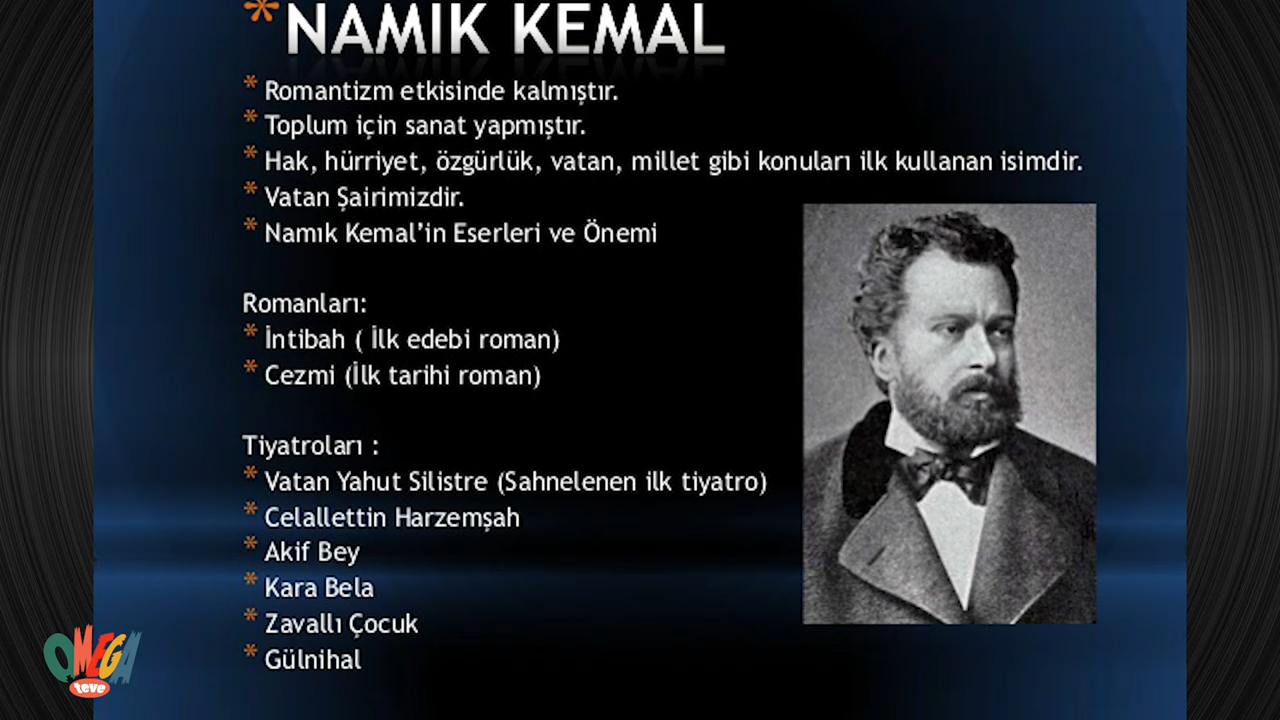 * NAMIK KEMAL
* Romantizm etkisinde kalmıştır.
* Toplum için sanat yapmıştır.
* Hak, hürriyet, özgürlük, vatan, millet gibi konuları ilk kullanan isimdir.
* Vatan Şairimizdir.
* Namık Kemal'in Eserleri ve Önemi
Romanları:
* İntibah ( İlk edebi roman)
* Cezmi (İlk tarihi roman)
Tiyatroları :
* Vatan Yahut Silistre (Sahnelenen ilk tiyatro)
* Celallettin Harzemşah
* Akif Bey
* Kara Bela
* Zavallı Çocuk
* Gülnihal
OMEGA
teve